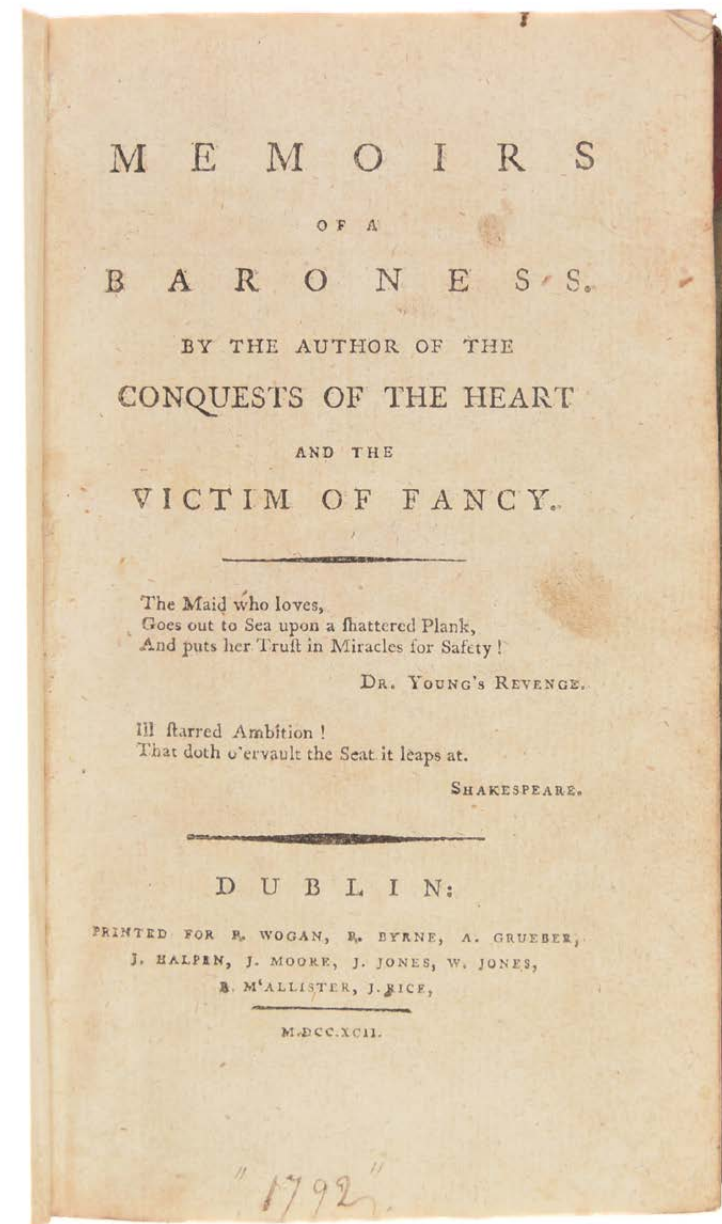 MEMOIRS
OF A
BARONESS.
BY THE AUTHOR OF THE
CONQUESTS OF THE HEART
AND THE
VICTIM OF FANCY.
The Maid who loves,
Goes out to Sea upon a ſhattered Plank,
And puts her Truſt in Miracles for Safety!
DR. YOUNG'S REVENGE.
Ill ſtarred Ambition!
That doth o'ervault the Seat it leaps at.
SHAKESPEARE.
DUBLIN:
PRINTED FOR P. WOGAN, P. BYRNE, A. GRUEBER,
J. HALPEN, J. MOORE, J. JONES, W. JONES,
R. M‘ALLISTER, J. RICE,
M.DCC.XCII.
"1792"